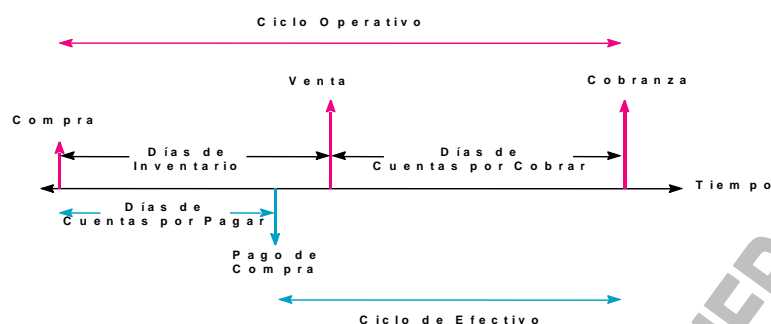 Ciclo Operativo
Venta
Cobranza
Compra
Días de
Inventario
Días de
Cuentas por Cobrar
Tiempo
Días de
Cuentas por Pagar
Pago de
Compra
Ciclo de Efectivo